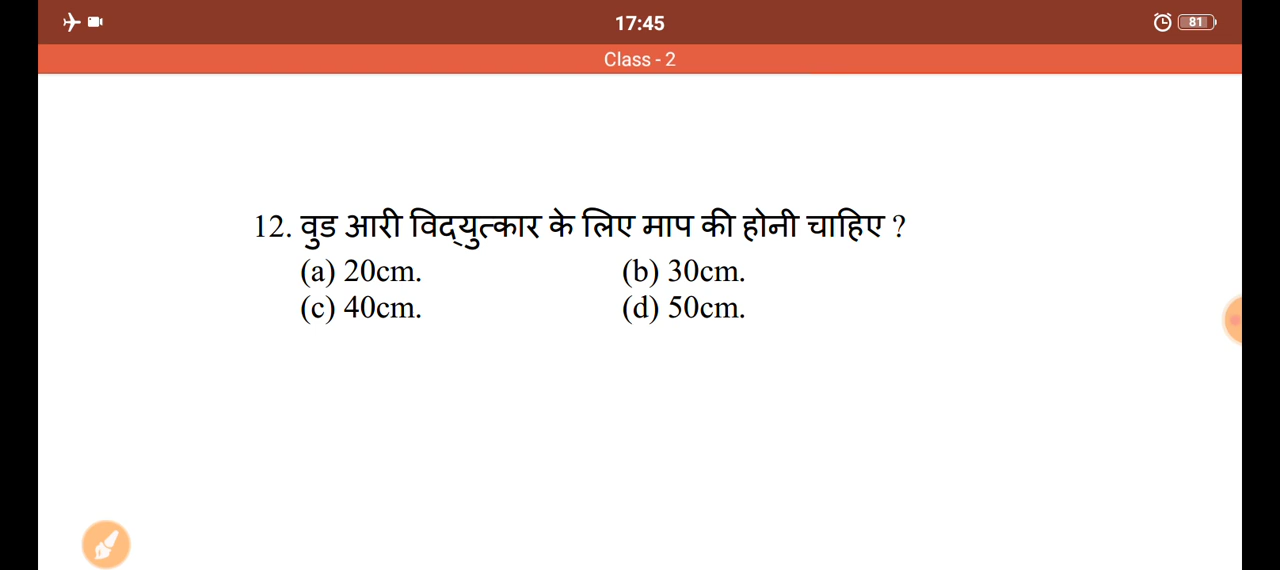 17:45
81
Class - 2
12. वुड आरी विद्युत्कार के लिए माप की होनी चाहिए ?
(a) 20cm. (b) 30cm.
(c) 40cm. (d) 50cm.